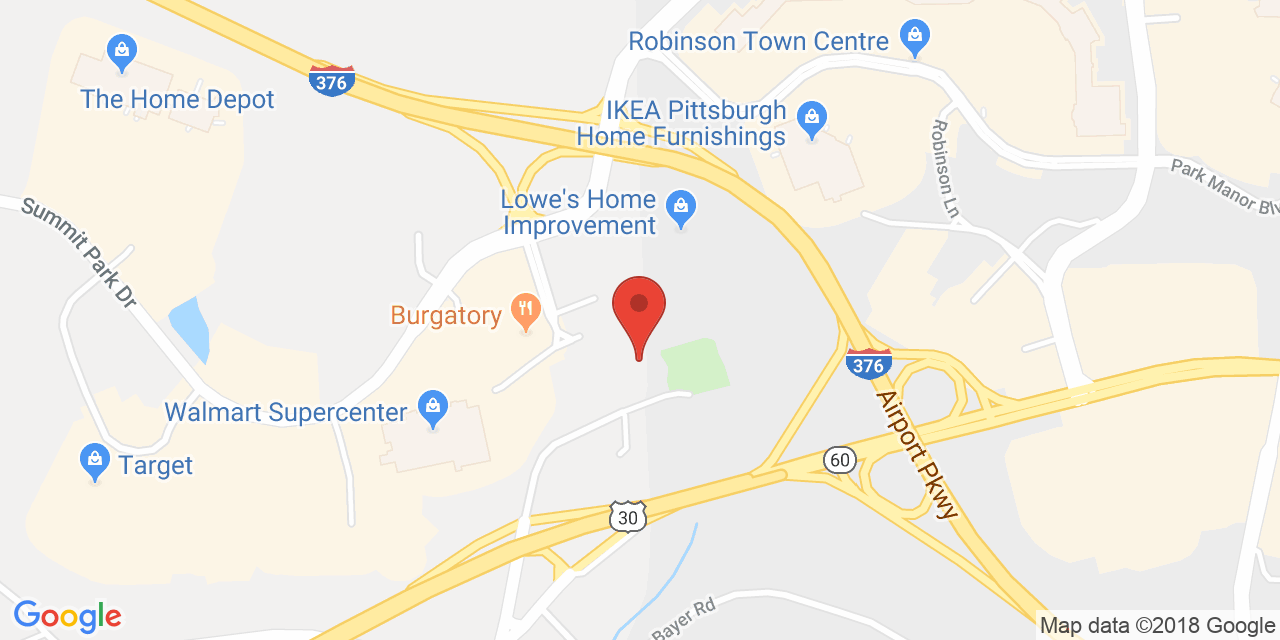 Robinson Town Centre
376
The Home Depot
IKEA Pittsburgh
Home Furnishings
Robinson Ln
Park Manor Blv
Lowe's Home
Improvement
Summit Park Dr
Burgatory
376
Airport Pkwy
Walmart Supercenter
Target
60
30
Bayer Rd
Google
Map data ©2018 Google